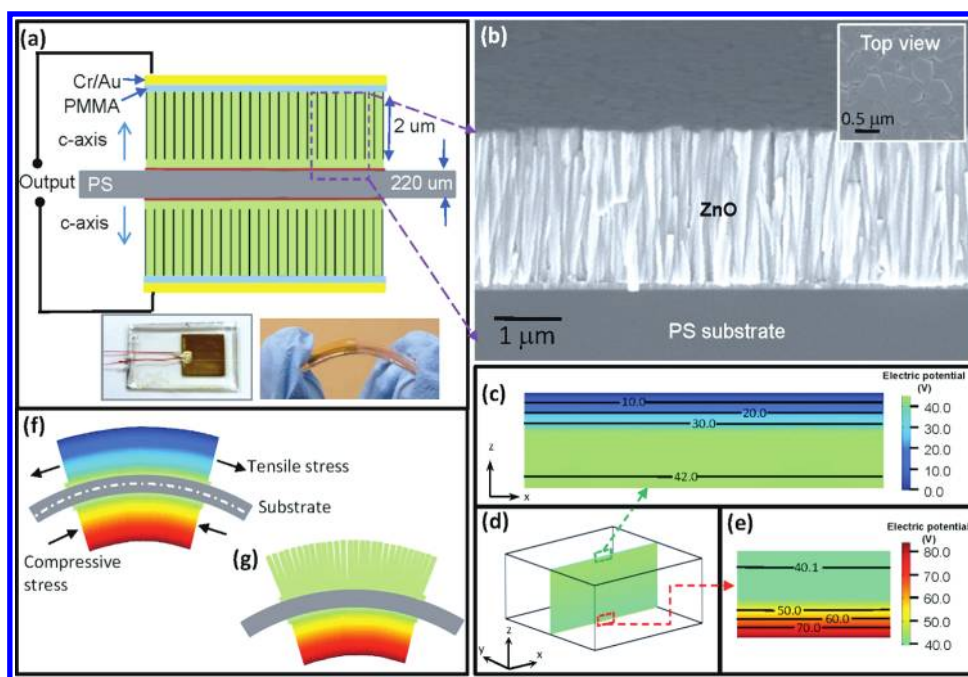 (a)
Cr/Au
PMMA
c-axis
2 um
Output
PS
220 um
c-axis
(b)
Top view
0.5 μm
ZnO
1 μm
PS substrate
(c)
Electric potential
(V)
10.0
20.0
30.0
42.0
40.0
30.0
20.0
10.0
0.0
z
x
(d)
z
y
x
(e)
Electric potential
(V)
40.1
50.0
60.0
70.0
80.0
70.0
60.0
50.0
40.0
(f)
Tensile stress
Substrate
Compressive
stress
(g)